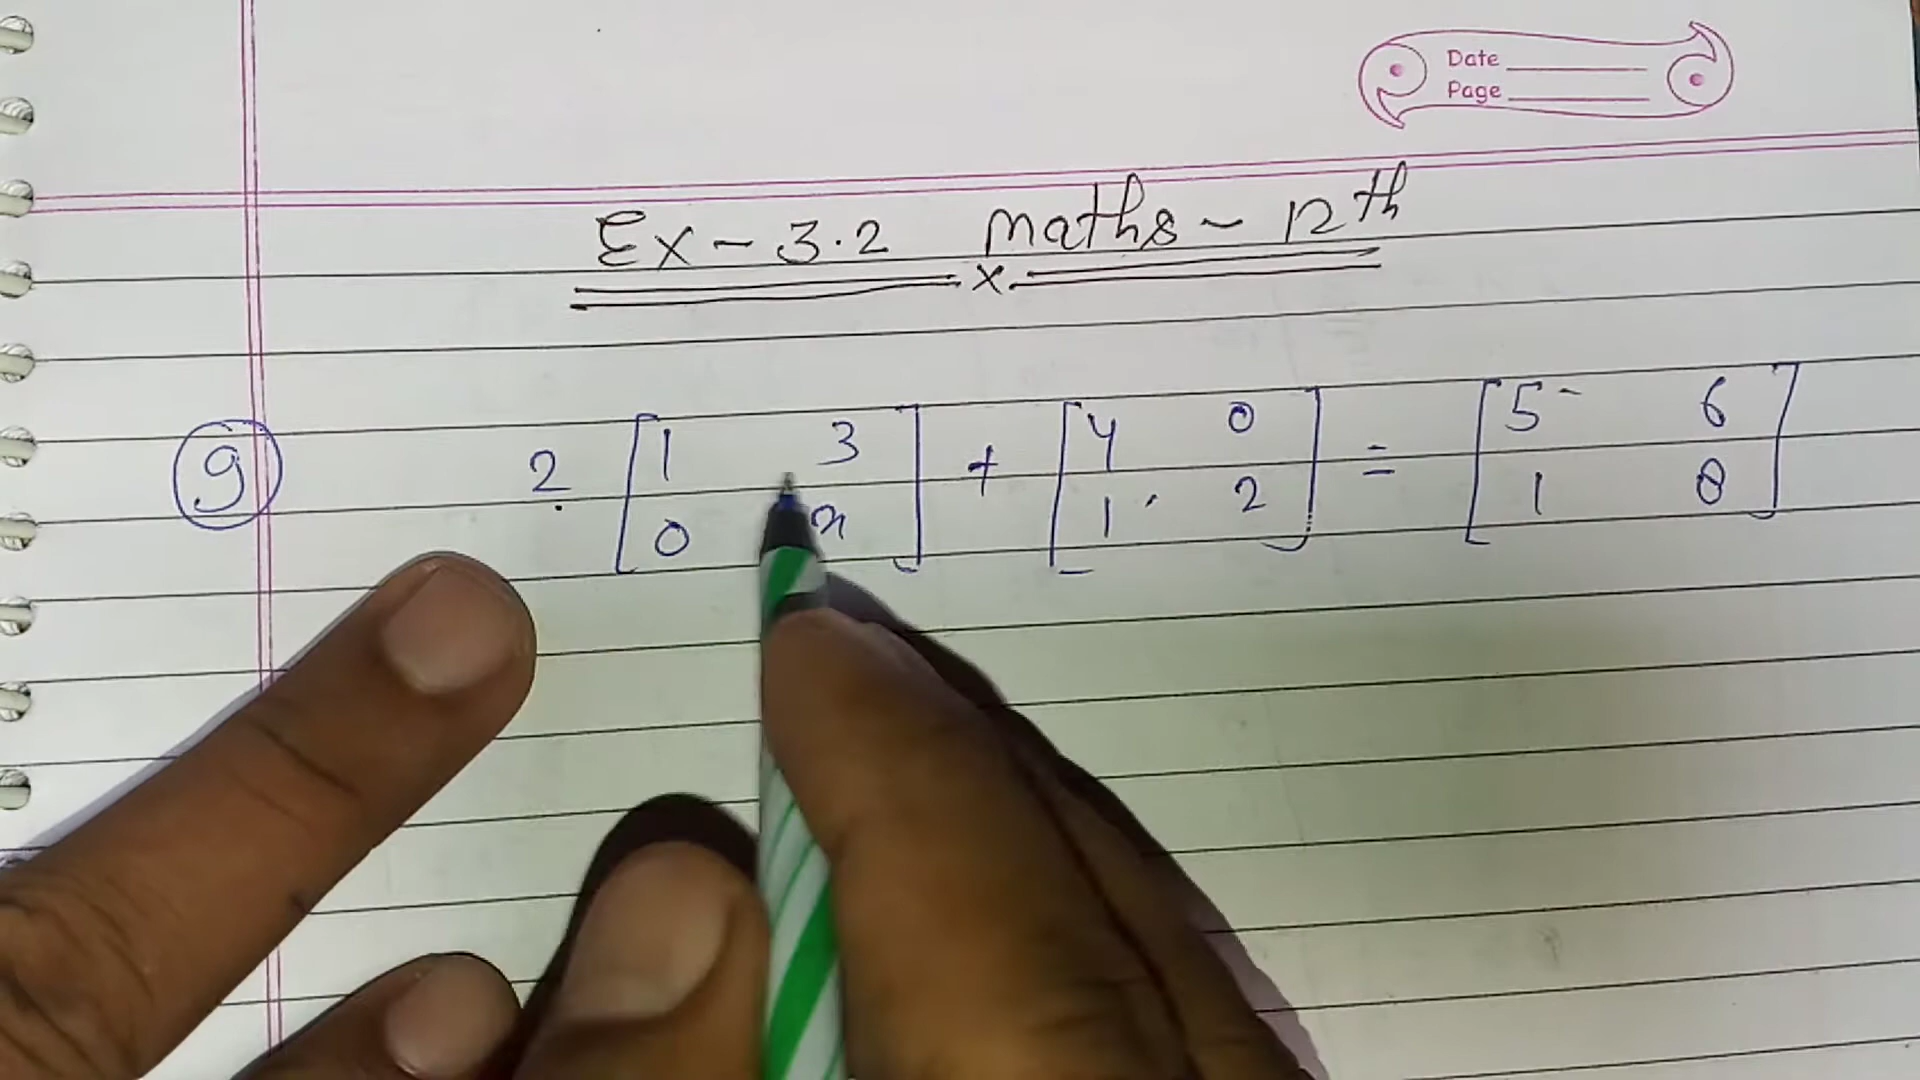 Date
Page
Ex - 3.2 maths - 12th
x
9 2 [1 3 + [y 0] = [5 6]
0 x] [1 2] [1 8]